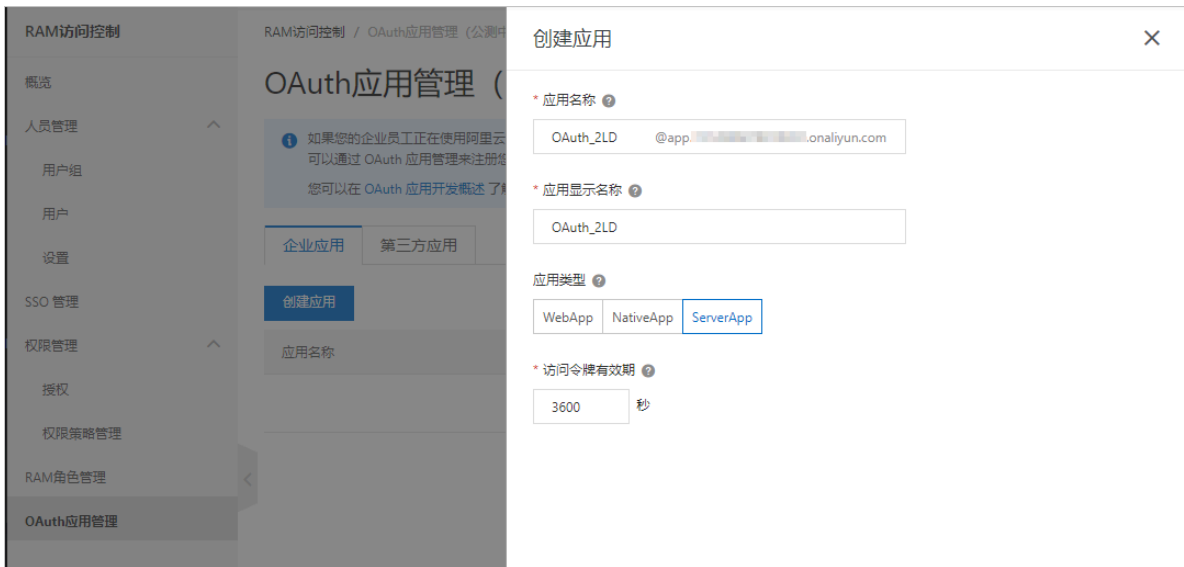 RAM访问控制
概览
人员管理
用户组
用户
设置
SSO 管理
权限管理
授权
权限策略管理
RAM角色管理
OAuth应用管理
RAM访问控制 / OAuth应用管理（公测中
OAuth应用管理（
如果您的企业员工正在使用阿里云
可以通过 OAuth 应用管理来注册您
您可以在 OAuth 应用开发概述 了解
企业应用 第三方应用
创建应用
应用名称
创建应用
* 应用名称
OAuth_2LD @app. .onaliyun.com
* 应用显示名称
OAuth_2LD
应用类型
WebApp NativeApp ServerApp
* 访问令牌有效期
3600 秒